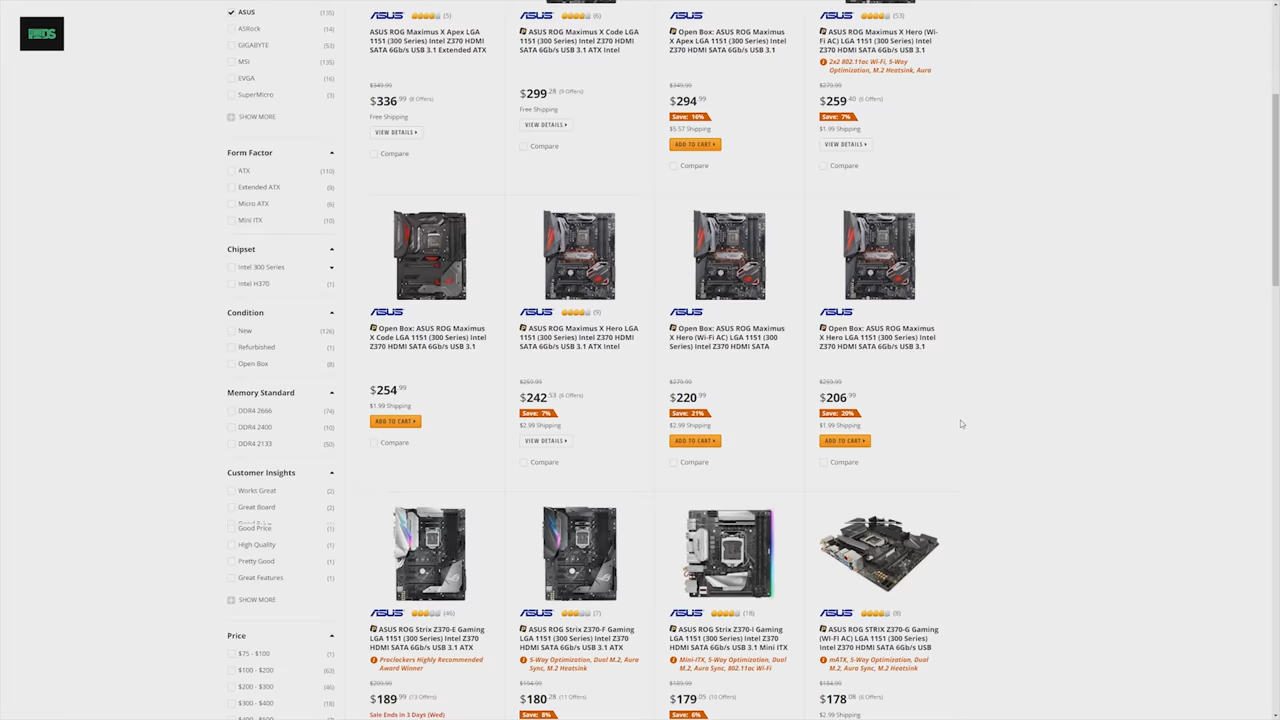 ASUS (135)
ASRock (14)
GIGABYTE (53)
MSI (135)
EVGA (16)
SuperMicro (3)
SHOW MORE
Form Factor
ATX (110)
Extended ATX (9)
Micro ATX (6)
Mini ITX (10)
Chipset
Intel 300 Series
Intel H370 (1)
Condition
New (126)
Refurbished (1)
Open Box (8)
Memory Standard
DDR4 2666 (74)
DDR4 2400 (10)
DDR4 2133 (50)
Customer Insights
Works Great (2)
Great Board (2)
Good Price (1)
High Quality (1)
Pretty Good (1)
Great Features (1)
SHOW MORE
Price
$75 - $100 (1)
$100 - $200 (63)
$200 - $300 (46)
$300 - $400 (18)
ASUS (5)
ASUS ROG Maximus X Apex LGA
1151 (300 Series) Intel Z370 HDMI
SATA 6Gb/s USB 3.1 Extended ATX
$349.99
$336.99 (8 Offers)
Free Shipping
VIEW DETAILS
Compare
ASUS (6)
ASUS ROG Maximus X Code LGA
1151 (300 Series) Intel Z370 HDMI
SATA 6Gb/s USB 3.1 ATX Intel
$299.28 (9 Offers)
Free Shipping
VIEW DETAILS
Compare
ASUS
Open Box: ASUS ROG Maximus
X Apex LGA 1151 (300 Series) Intel
Z370 HDMI SATA 6Gb/s USB 3.1
$349.99
$294.99
Save: 16%
$5.57 Shipping
ADD TO CART
Compare
ASUS (53)
ASUS ROG Maximus X Hero (Wi-
Fi AC) LGA 1151 (300 Series) Intel
Z370 HDMI SATA 6Gb/s USB 3.1
2x2 802.11ac Wi-Fi, 5-Way
Optimization, M.2 Heatsink, Aura
$279.99
$259.40 (6 Offers)
Save: 7%
$1.99 Shipping
VIEW DETAILS
Compare
ASUS
Open Box: ASUS ROG Maximus
X Code LGA 1151 (300 Series) Intel
Z370 HDMI SATA 6Gb/s USB 3.1
$254.99
$1.99 Shipping
ADD TO CART
Compare
ASUS (9)
ASUS ROG Maximus X Hero LGA
1151 (300 Series) Intel Z370 HDMI
SATA 6Gb/s USB 3.1 ATX Intel
$259.99
$242.53 (6 Offers)
Save: 7%
$2.99 Shipping
VIEW DETAILS
Compare
ASUS
Open Box: ASUS ROG Maximus
X Hero (Wi-Fi AC) LGA 1151 (300
Series) Intel Z370 HDMI SATA
$279.99
$220.99
Save: 21%
$2.99 Shipping
ADD TO CART
Compare
ASUS
Open Box: ASUS ROG Maximus
X Hero LGA 1151 (300 Series) Intel
Z370 HDMI SATA 6Gb/s USB 3.1
$259.99
$206.99
Save: 20%
$1.99 Shipping
ADD TO CART
Compare
ASUS (46)
ASUS ROG Strix Z370-E Gaming
LGA 1151 (300 Series) Intel Z370
HDMI SATA 6Gb/s USB 3.1 ATX
Proclockers Highly Recommended
Award Winner
$209.99
$189.99 (13 Offers)
Sale Ends in 3 Days (Wed)
ASUS (7)
ASUS ROG Strix Z370-F Gaming
LGA 1151 (300 Series) Intel Z370
HDMI SATA 6Gb/s USB 3.1 ATX
5-Way Optimization, Dual M.2, Aura
Sync, M.2 Heatsink
$194.99
$180.28 (11 Offers)
Save: 8%
ASUS (18)
ASUS ROG Strix Z370-I Gaming
LGA 1151 (300 Series) Intel Z370
HDMI SATA 6Gb/s USB 3.1 Mini ITX
Mini-ITX, 5-Way Optimization, Dual
M.2, Aura Sync, 802.11ac Wi-Fi
$189.99
$179.05 (10 Offers)
Save: 6%
ASUS (8)
ASUS ROG STRIX Z370-G Gaming
(WI-FI AC) LGA 1151 (300 Series)
Intel Z370 HDMI SATA 6Gb/s USB
mATX, 5-Way Optimization, Dual
M.2, Aura Sync, M.2 Heatsink
$184.99
$178.08 (6 Offers)
$2.99 Shipping